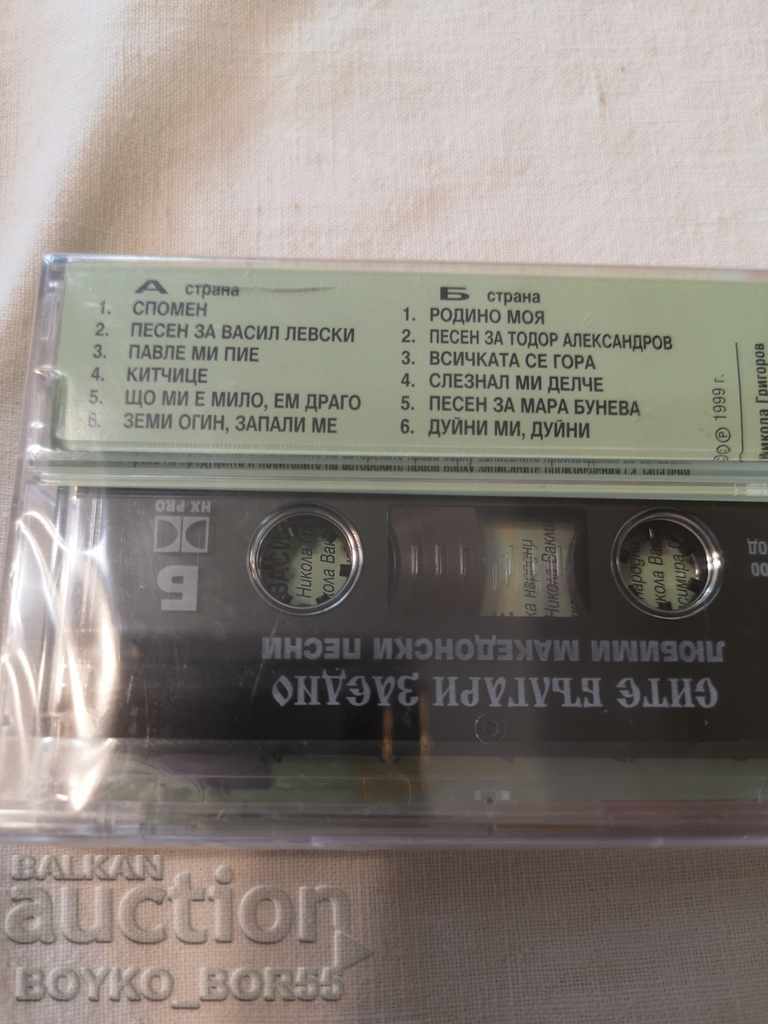 А страна
1. СПОМЕН
2. ПЕСЕН ЗА ВАСИЛ ЛЕВСКИ
3. ПАВЛЕ МИ ПИЕ
4. КИТЧИЦЕ
5. ЩО МИ Е МИЛО, ЕМ ДРАГО
6. ЗЕМИ ОГИН, ЗАПАЛИ МЕ
Б страна
1. РОДИНО МОЯ
2. ПЕСЕН ЗА ТОДОР АЛЕКСАНДРОВ
3. ВСИЧКАТА СЕ ГОРА
4. СЛЕЗНАЛ МИ ДЕЛЧЕ
5. ПЕСЕН ЗА МАРА БУНЕВА
6. ДУЙНИ МИ, ДУЙНИ
℗ 1999 г.
Никола Григоров
HX PRO
Б
ЛЮБИМИ МАКЕДОНСКИ ПЕСНИ
СИТЕ БЪЛГАРИ ЗАЕДНО
BALKAN
auction
BOYKO_BOR55